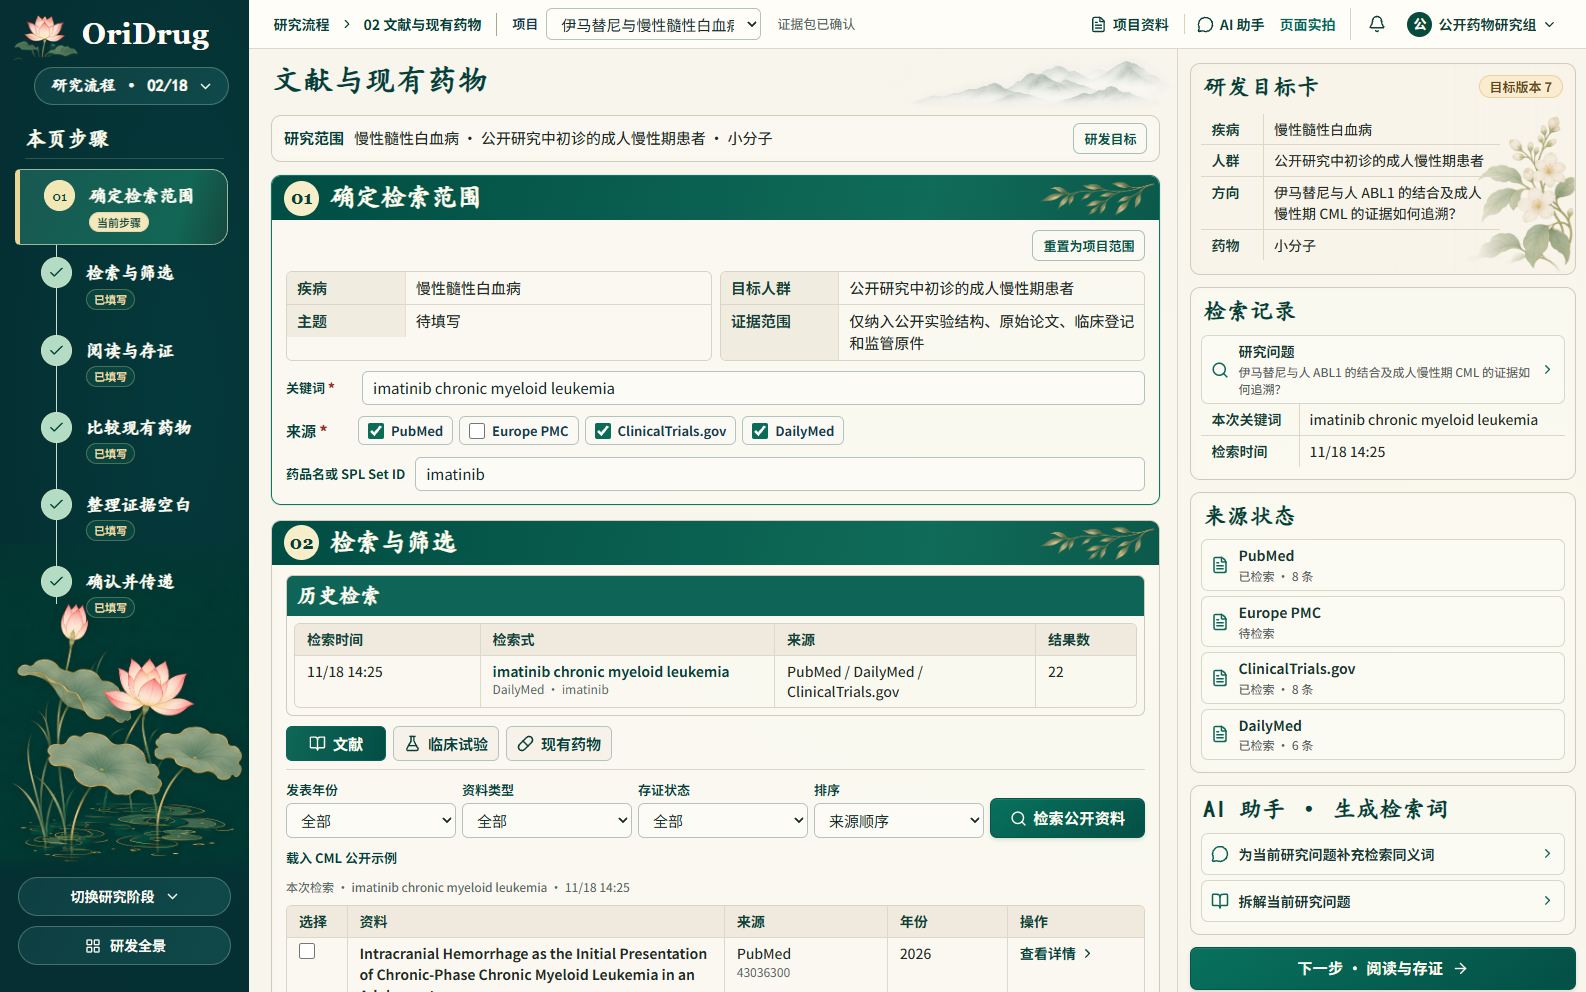 OriDrug
研究流程 • 02/18
本页步骤
01 确定检索范围
当前步骤
检索与筛选
已填写
阅读与存证
已填写
比较现有药物
已填写
整理证据空白
已填写
确认并传递
已填写
切换研究阶段
研发全景
研究流程 > 02 文献与现有药物
项目 伊马替尼与慢性髓性白血病 证据包已确认
项目资料
AI 助手 页面实拍
公 公开药物研究组
文献与现有药物
研究范围 慢性髓性白血病 • 公开研究中初诊的成人慢性期患者 • 小分子
研发目标
01 确定检索范围
重置为项目范围
疾病 慢性髓性白血病
主题 待填写
目标人群 公开研究中初诊的成人慢性期患者
证据范围 仅纳入公开实验结构、原始论文、临床登记
和监管原件
关键词 * imatinib chronic myeloid leukemia
来源 * PubMed Europe PMC ClinicalTrials.gov DailyMed
药品名或 SPL Set ID imatinib
02 检索与筛选
历史检索
检索时间 检索式 来源 结果数
11/18 14:25 imatinib chronic myeloid leukemia PubMed / DailyMed / 22
DailyMed • imatinib ClinicalTrials.gov
文献 临床试验 现有药物
发表年份 资料类型 存证状态 排序
全部 全部 全部 来源顺序 检索公开资料
载入 CML 公开示例
本次检索 • imatinib chronic myeloid leukemia • 11/18 14:25
选择 资料 来源 年份 操作
Intracranial Hemorrhage as the Initial Presentation PubMed 2026 查看详情 >
of Chronic-Phase Chronic Myeloid Leukemia in an 43036300
研发目标卡 目标版本 7
疾病 慢性髓性白血病
人群 公开研究中初诊的成人慢性期患者
方向 伊马替尼与人 ABL1 的结合及成人
慢性期 CML 的证据如何追溯?
药物 小分子
检索记录
研究问题
伊马替尼与人 ABL1 的结合及成人慢性期 CML 的证据如
何追溯?
本次关键词 imatinib chronic myeloid leukemia
检索时间 11/18 14:25
来源状态
PubMed
已检索 • 8 条
Europe PMC
待检索
ClinicalTrials.gov
已检索 • 8 条
DailyMed
已检索 • 6 条
AI 助手 • 生成检索词
为当前研究问题补充检索同义词
拆解当前研究问题
下一步 • 阅读与存证 →